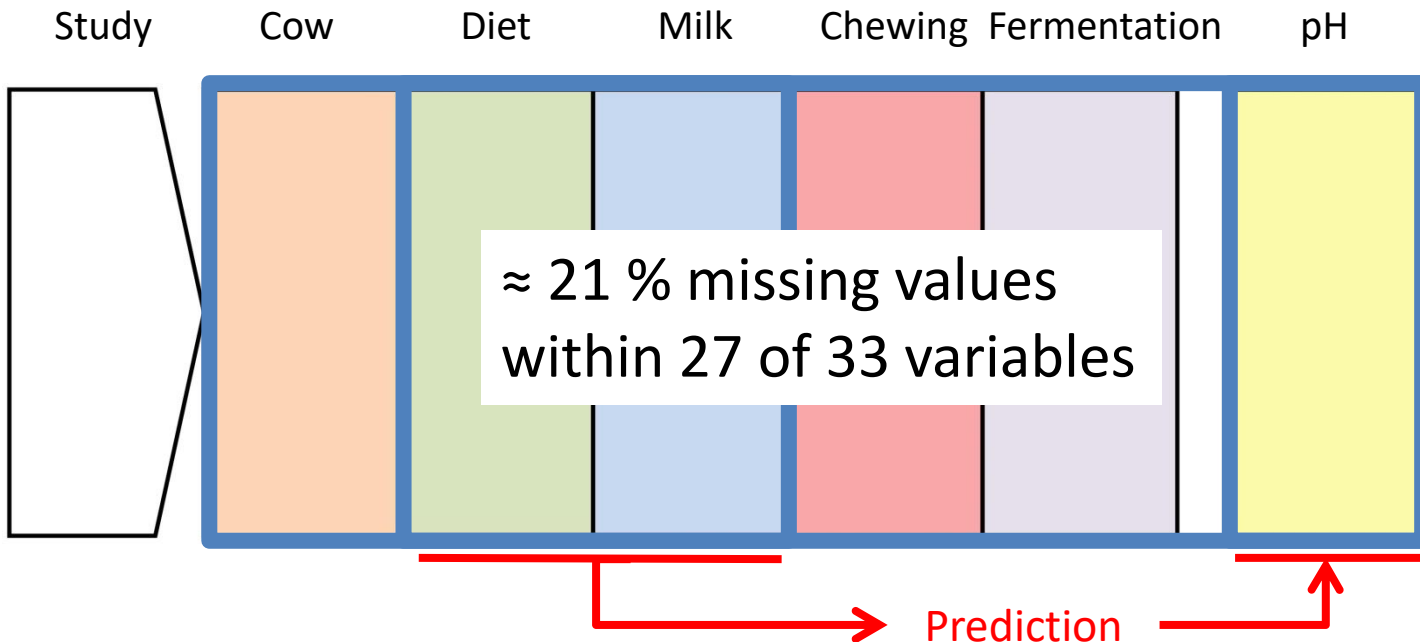 Study Cow Diet Milk Chewing Fermentation pH
≈ 21 % missing values
within 27 of 33 variables
Prediction